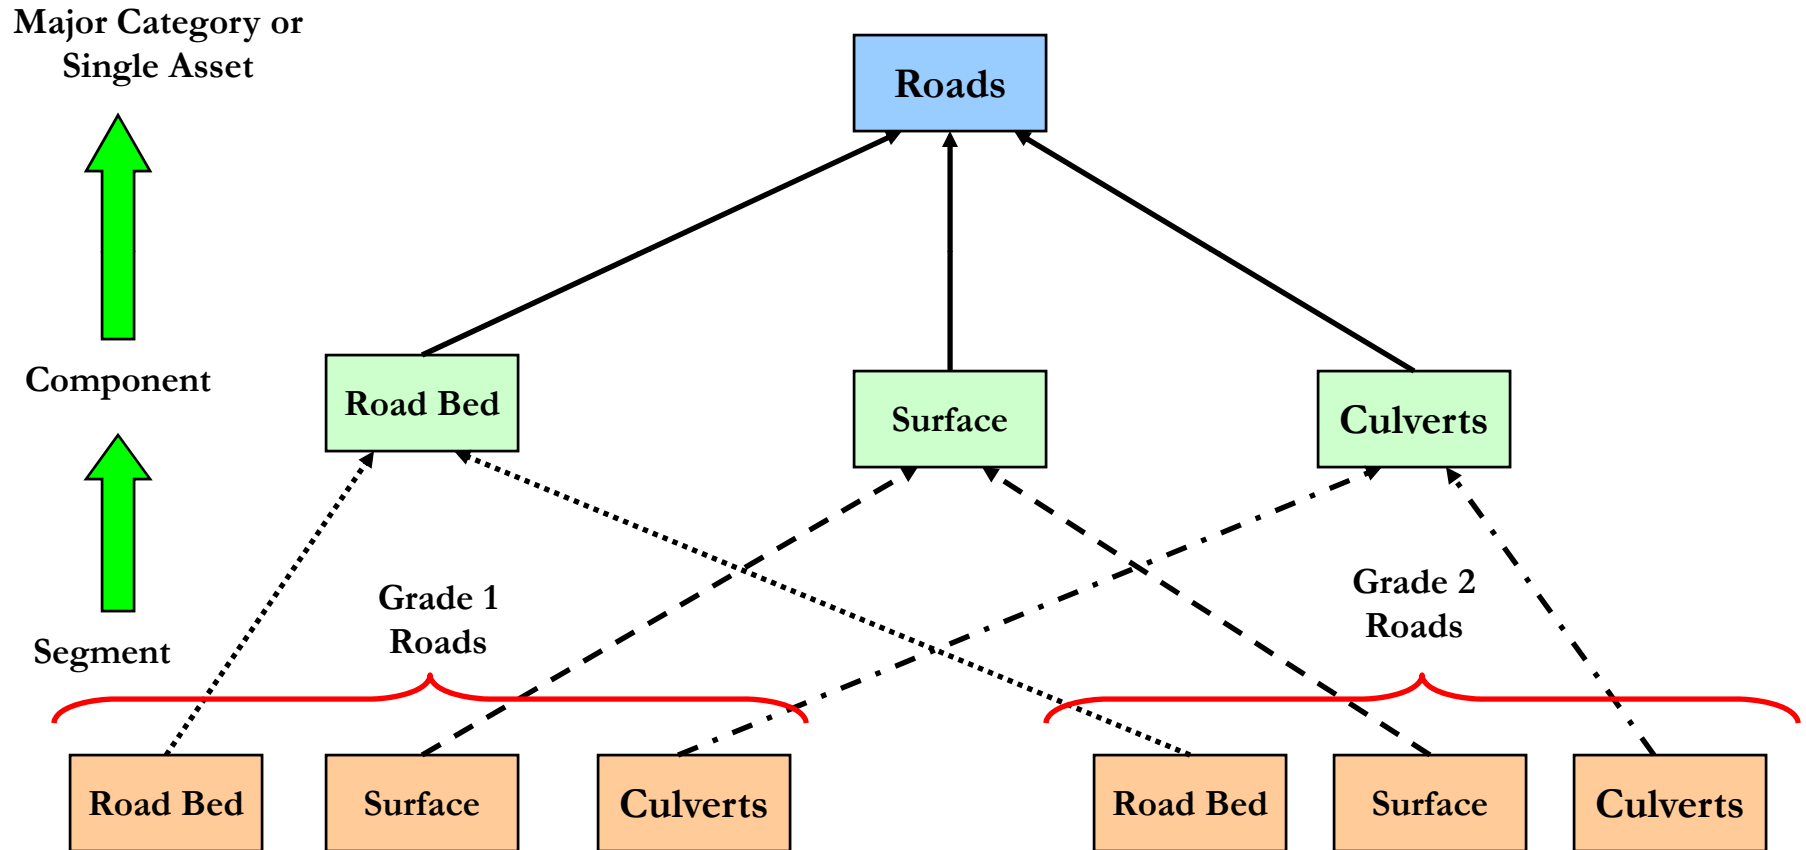 Major Category or
Single Asset
Roads
Component
Road Bed
Surface
Culverts
Grade 1
Roads
Grade 2
Roads
Segment
Road Bed
Surface
Culverts
Road Bed
Surface
Culverts